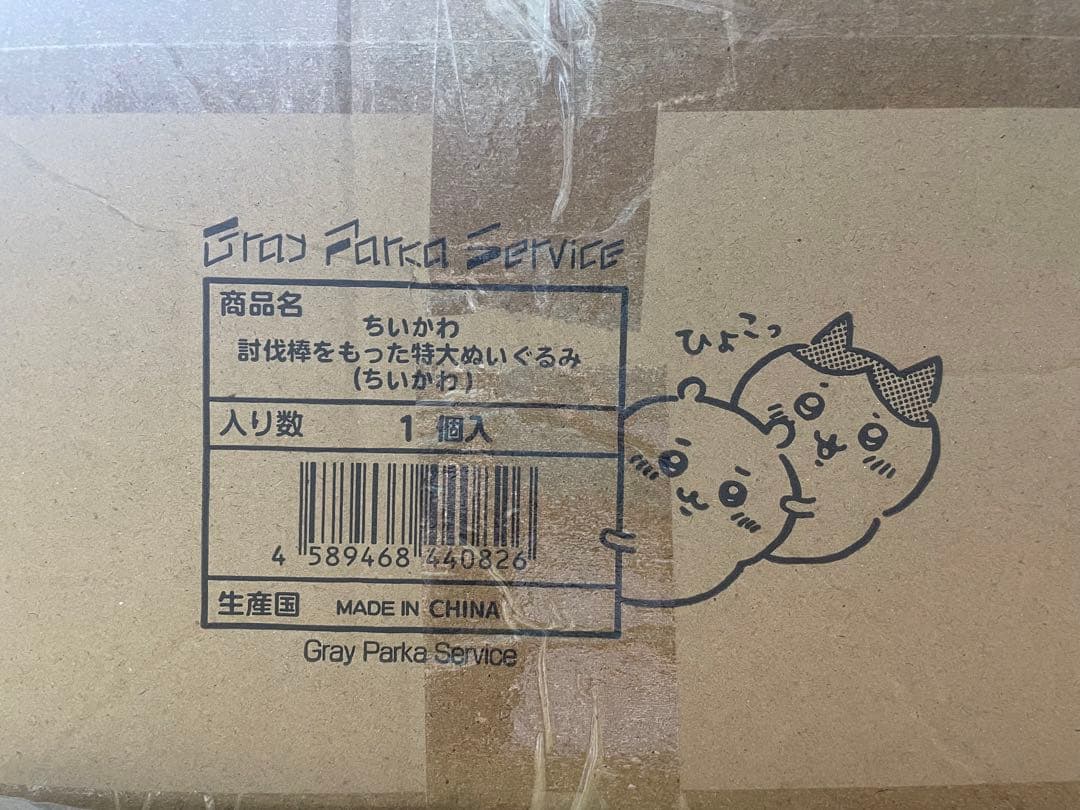 Gray Parka Service
商品名
ちいかわ
討伐棒をもった特大ぬいぐるみ
(ちいかわ)
入り数 1 個入
4 589468 440826
生産国 MADE IN CHINA
Gray Parka Service
ひょこっ